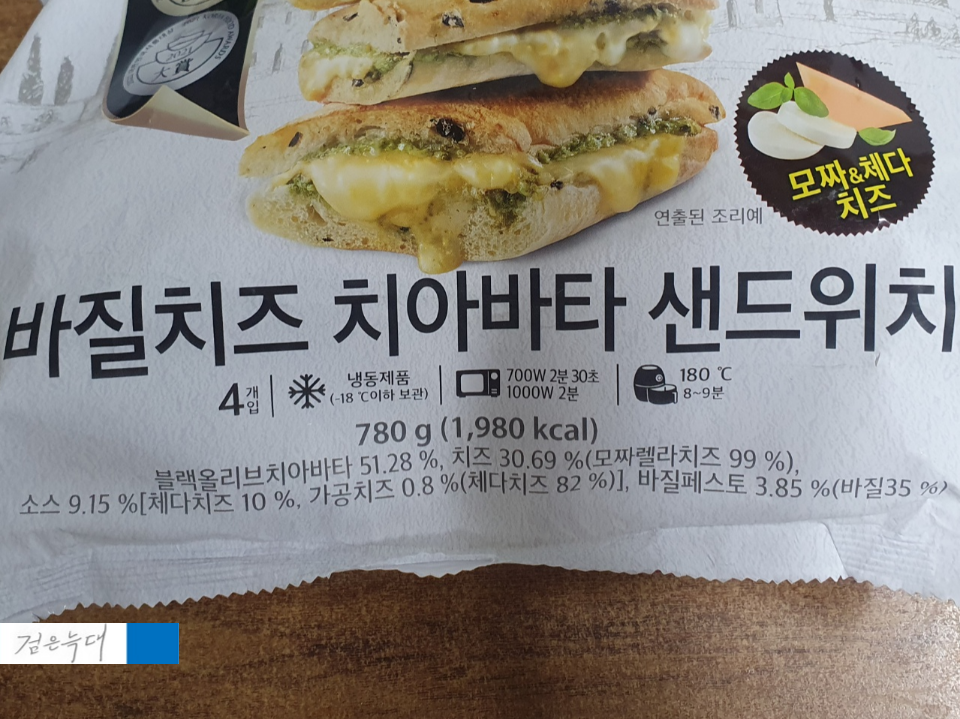 2021
大賞
모짜&체다
치즈
연출된 조리예
바질치즈 치아바타 샌드위치
4개입
냉동제품
(-18 ℃이하 보관)
700W 2분 30초
1000W 2분
180 ℃
8~9분
780 g (1,980 kcal)
블랙올리브치아바타 51.28 %, 치즈 30.69 %(모짜렐라치즈 99 %),
소스 9.15 %[체다치즈 10 %, 가공치즈 0.8 %(체다치즈 82 %)], 바질페스토 3.85 %(바질35 %)
검은늑대